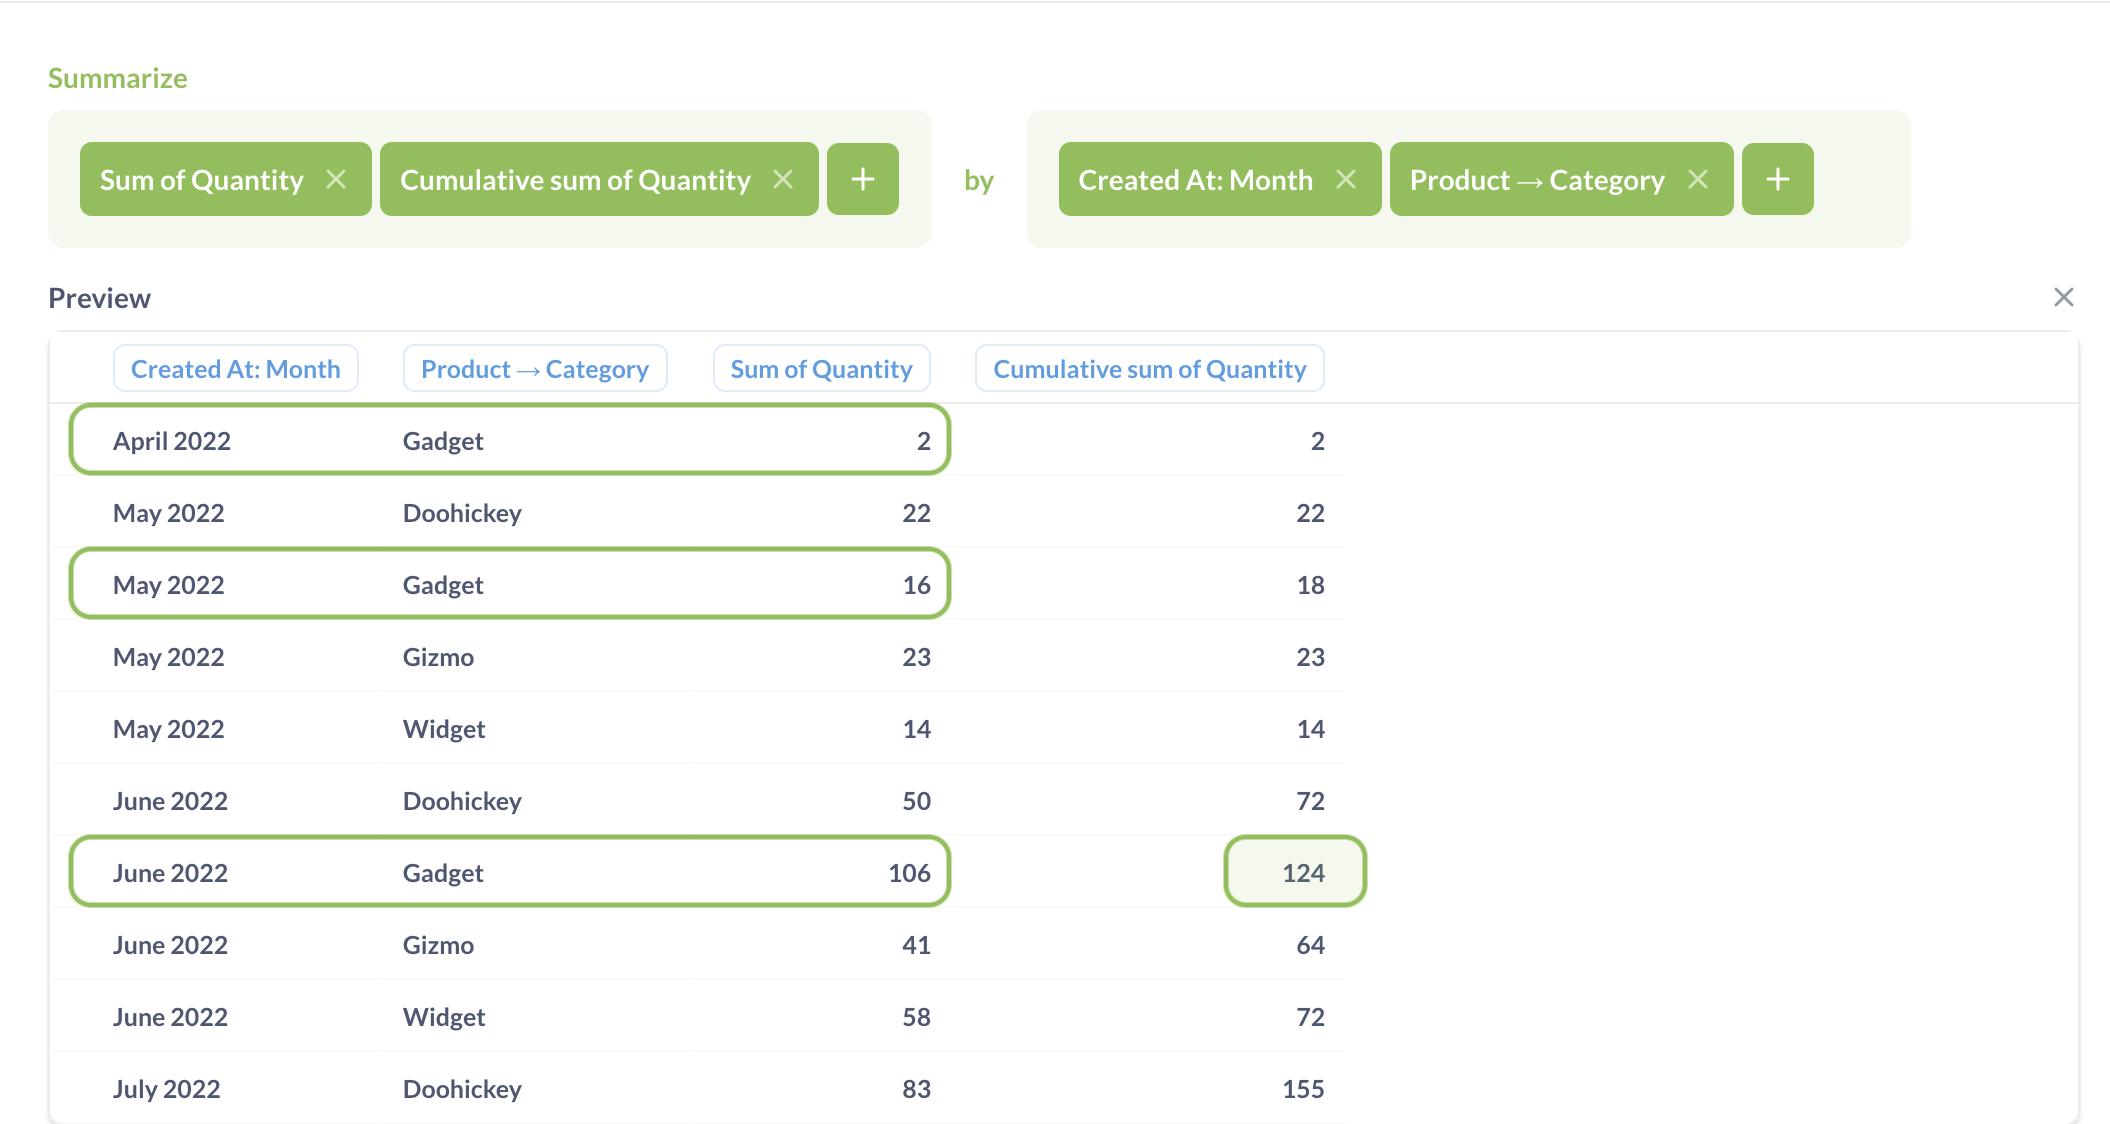 Summarize
Sum of Quantity × Cumulative sum of Quantity × + by Created At: Month × Product → Category × +
Preview ×
Created At: Month Product → Category Sum of Quantity Cumulative sum of Quantity
April 2022 Gadget 2 2
May 2022 Doohickey 22 22
May 2022 Gadget 16 18
May 2022 Gizmo 23 23
May 2022 Widget 14 14
June 2022 Doohickey 50 72
June 2022 Gadget 106 124
June 2022 Gizmo 41 64
June 2022 Widget 58 72
July 2022 Doohickey 83 155